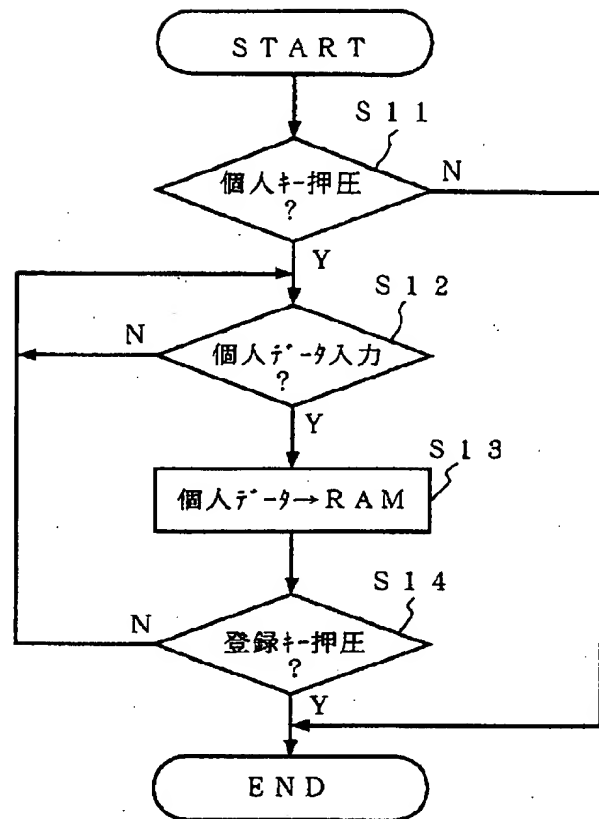 START
S11
個人ｷｰ押圧
?
N
Y
S12
N
個人ﾃﾞｰﾀ入力
?
Y
S13
個人ﾃﾞｰﾀ→RAM
S14
N
登録ｷｰ押圧
?
Y
END